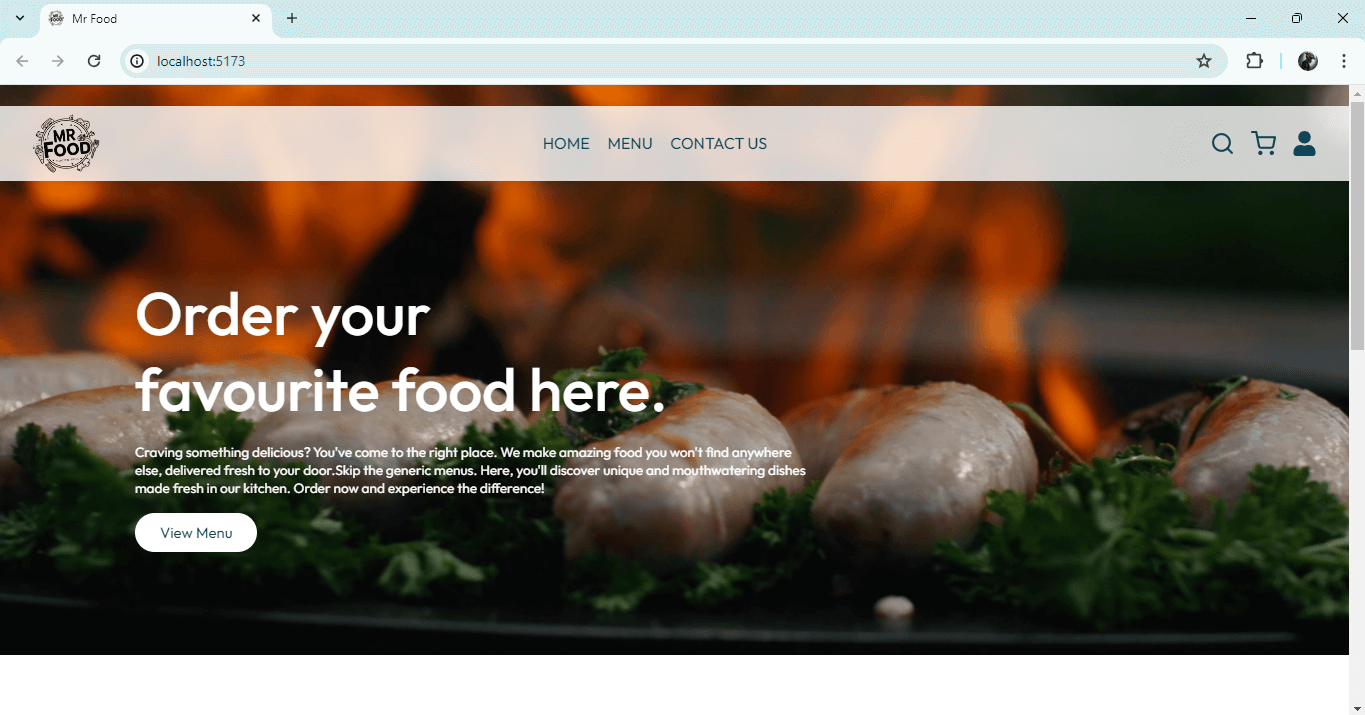 Mr Food
localhost:5173
MR
FOOD
HOME MENU CONTACT US
Order your
favourite food here.
Craving something delicious? You've come to the right place. We make amazing food you won't find anywhere
else, delivered fresh to your door.Skip the generic menus. Here, you'll discover unique and mouthwatering dishes
made fresh in our kitchen. Order now and experience the difference!
View Menu